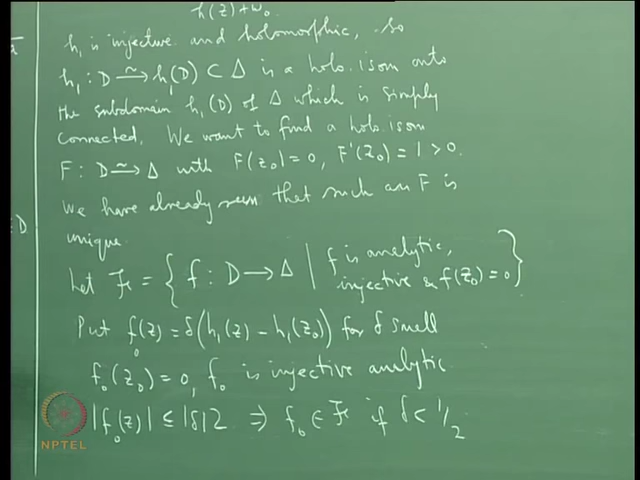 h(z)+w₀
h₁ is injective and holomorphic, so
h₁ : D ⥲ h₁(D) ⊂ Δ is a holo. isom onto
the subdomain h₁(D) of Δ which is simply
connected. We want to find a holo. isom
F : D ⥲ Δ with F(z₀) = 0, F'(z₀) = 1 > 0.
We have already seen that such an F is
∈D
unique.
Let ℱ = { f : D → Δ | f is analytic,
injective & f(z₀) = 0 }
Put f₀(z) = δ(h₁(z) − h₁(z₀)) for δ small
f₀(z₀) = 0, f₀ is injective analytic.
|f₀(z)| ≤ |δ|2 ⇒ f₀ ∈ ℱ if δ < 1/2
NPTEL